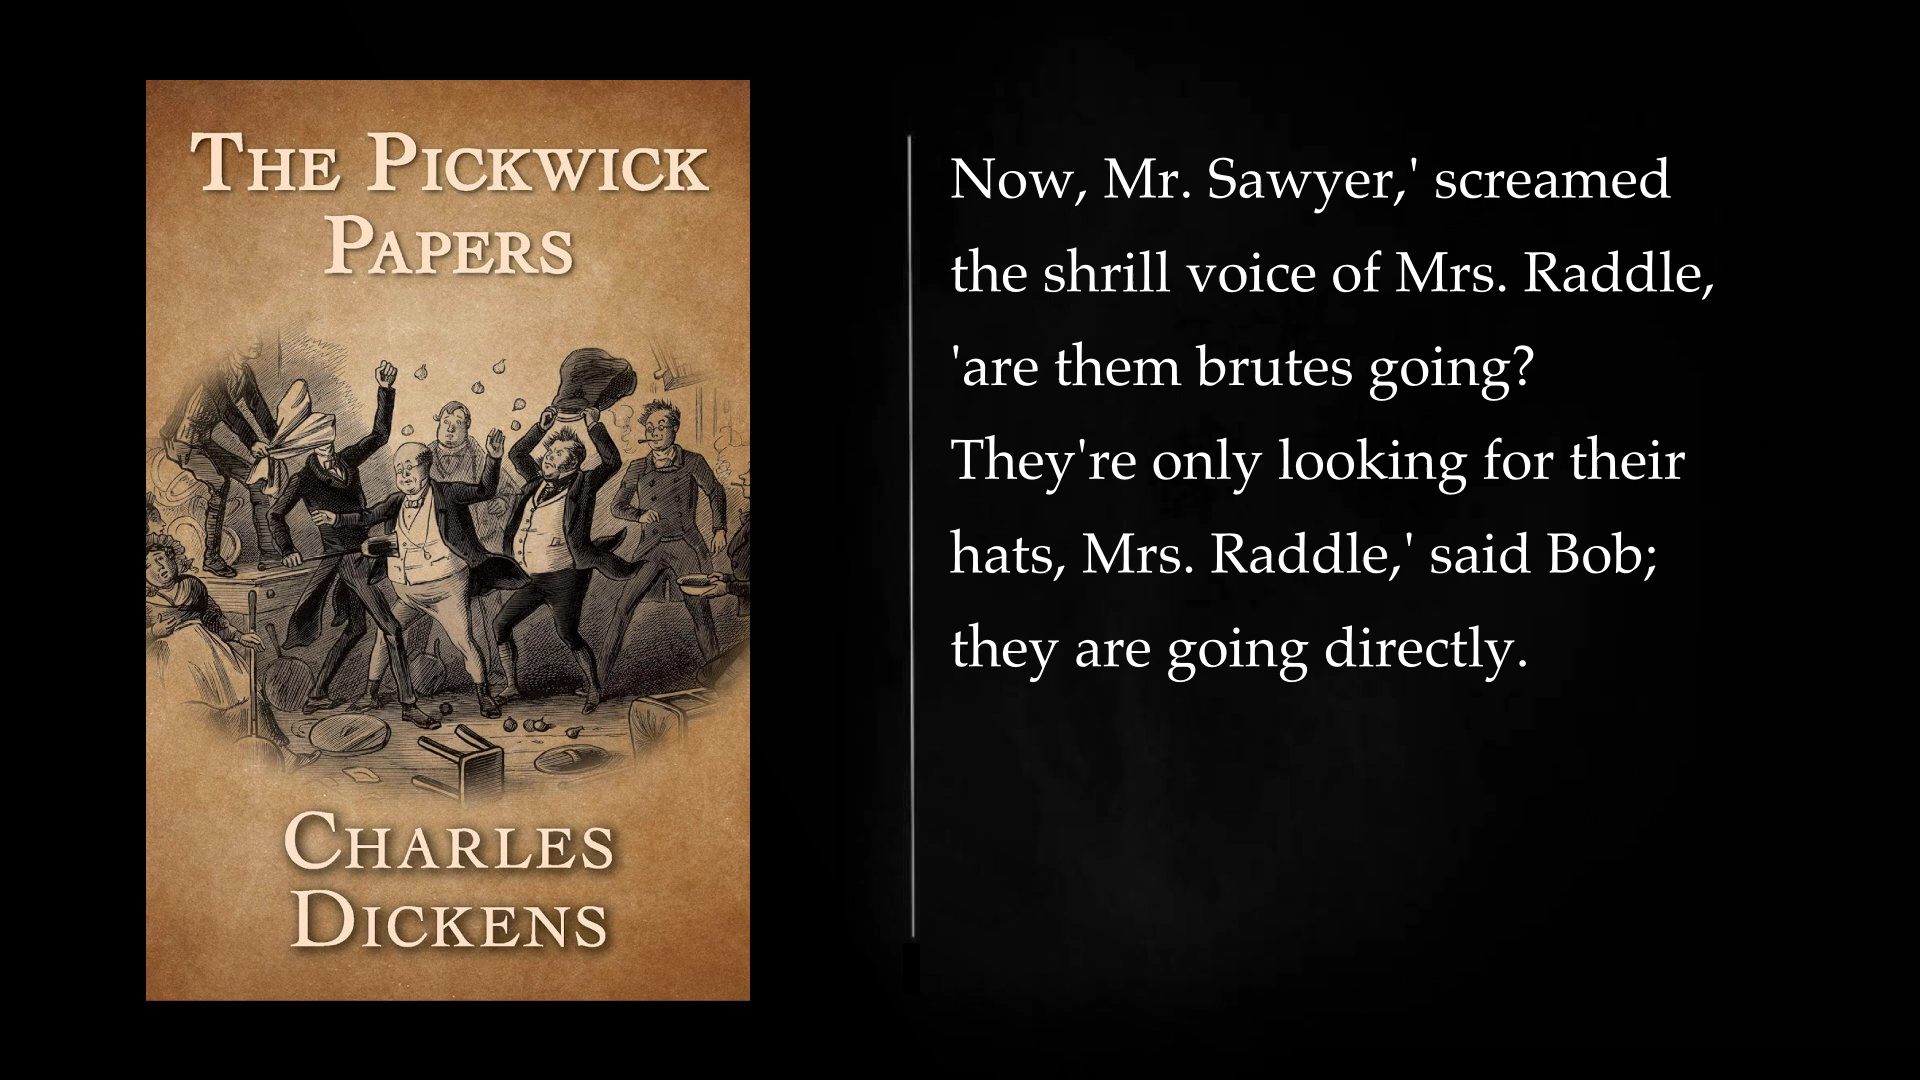 THE PICKWICK
PAPERS
CHARLES
DICKENS
Now, Mr. Sawyer,' screamed
the shrill voice of Mrs. Raddle,
'are them brutes going?
They're only looking for their
hats, Mrs. Raddle,' said Bob;
they are going directly.